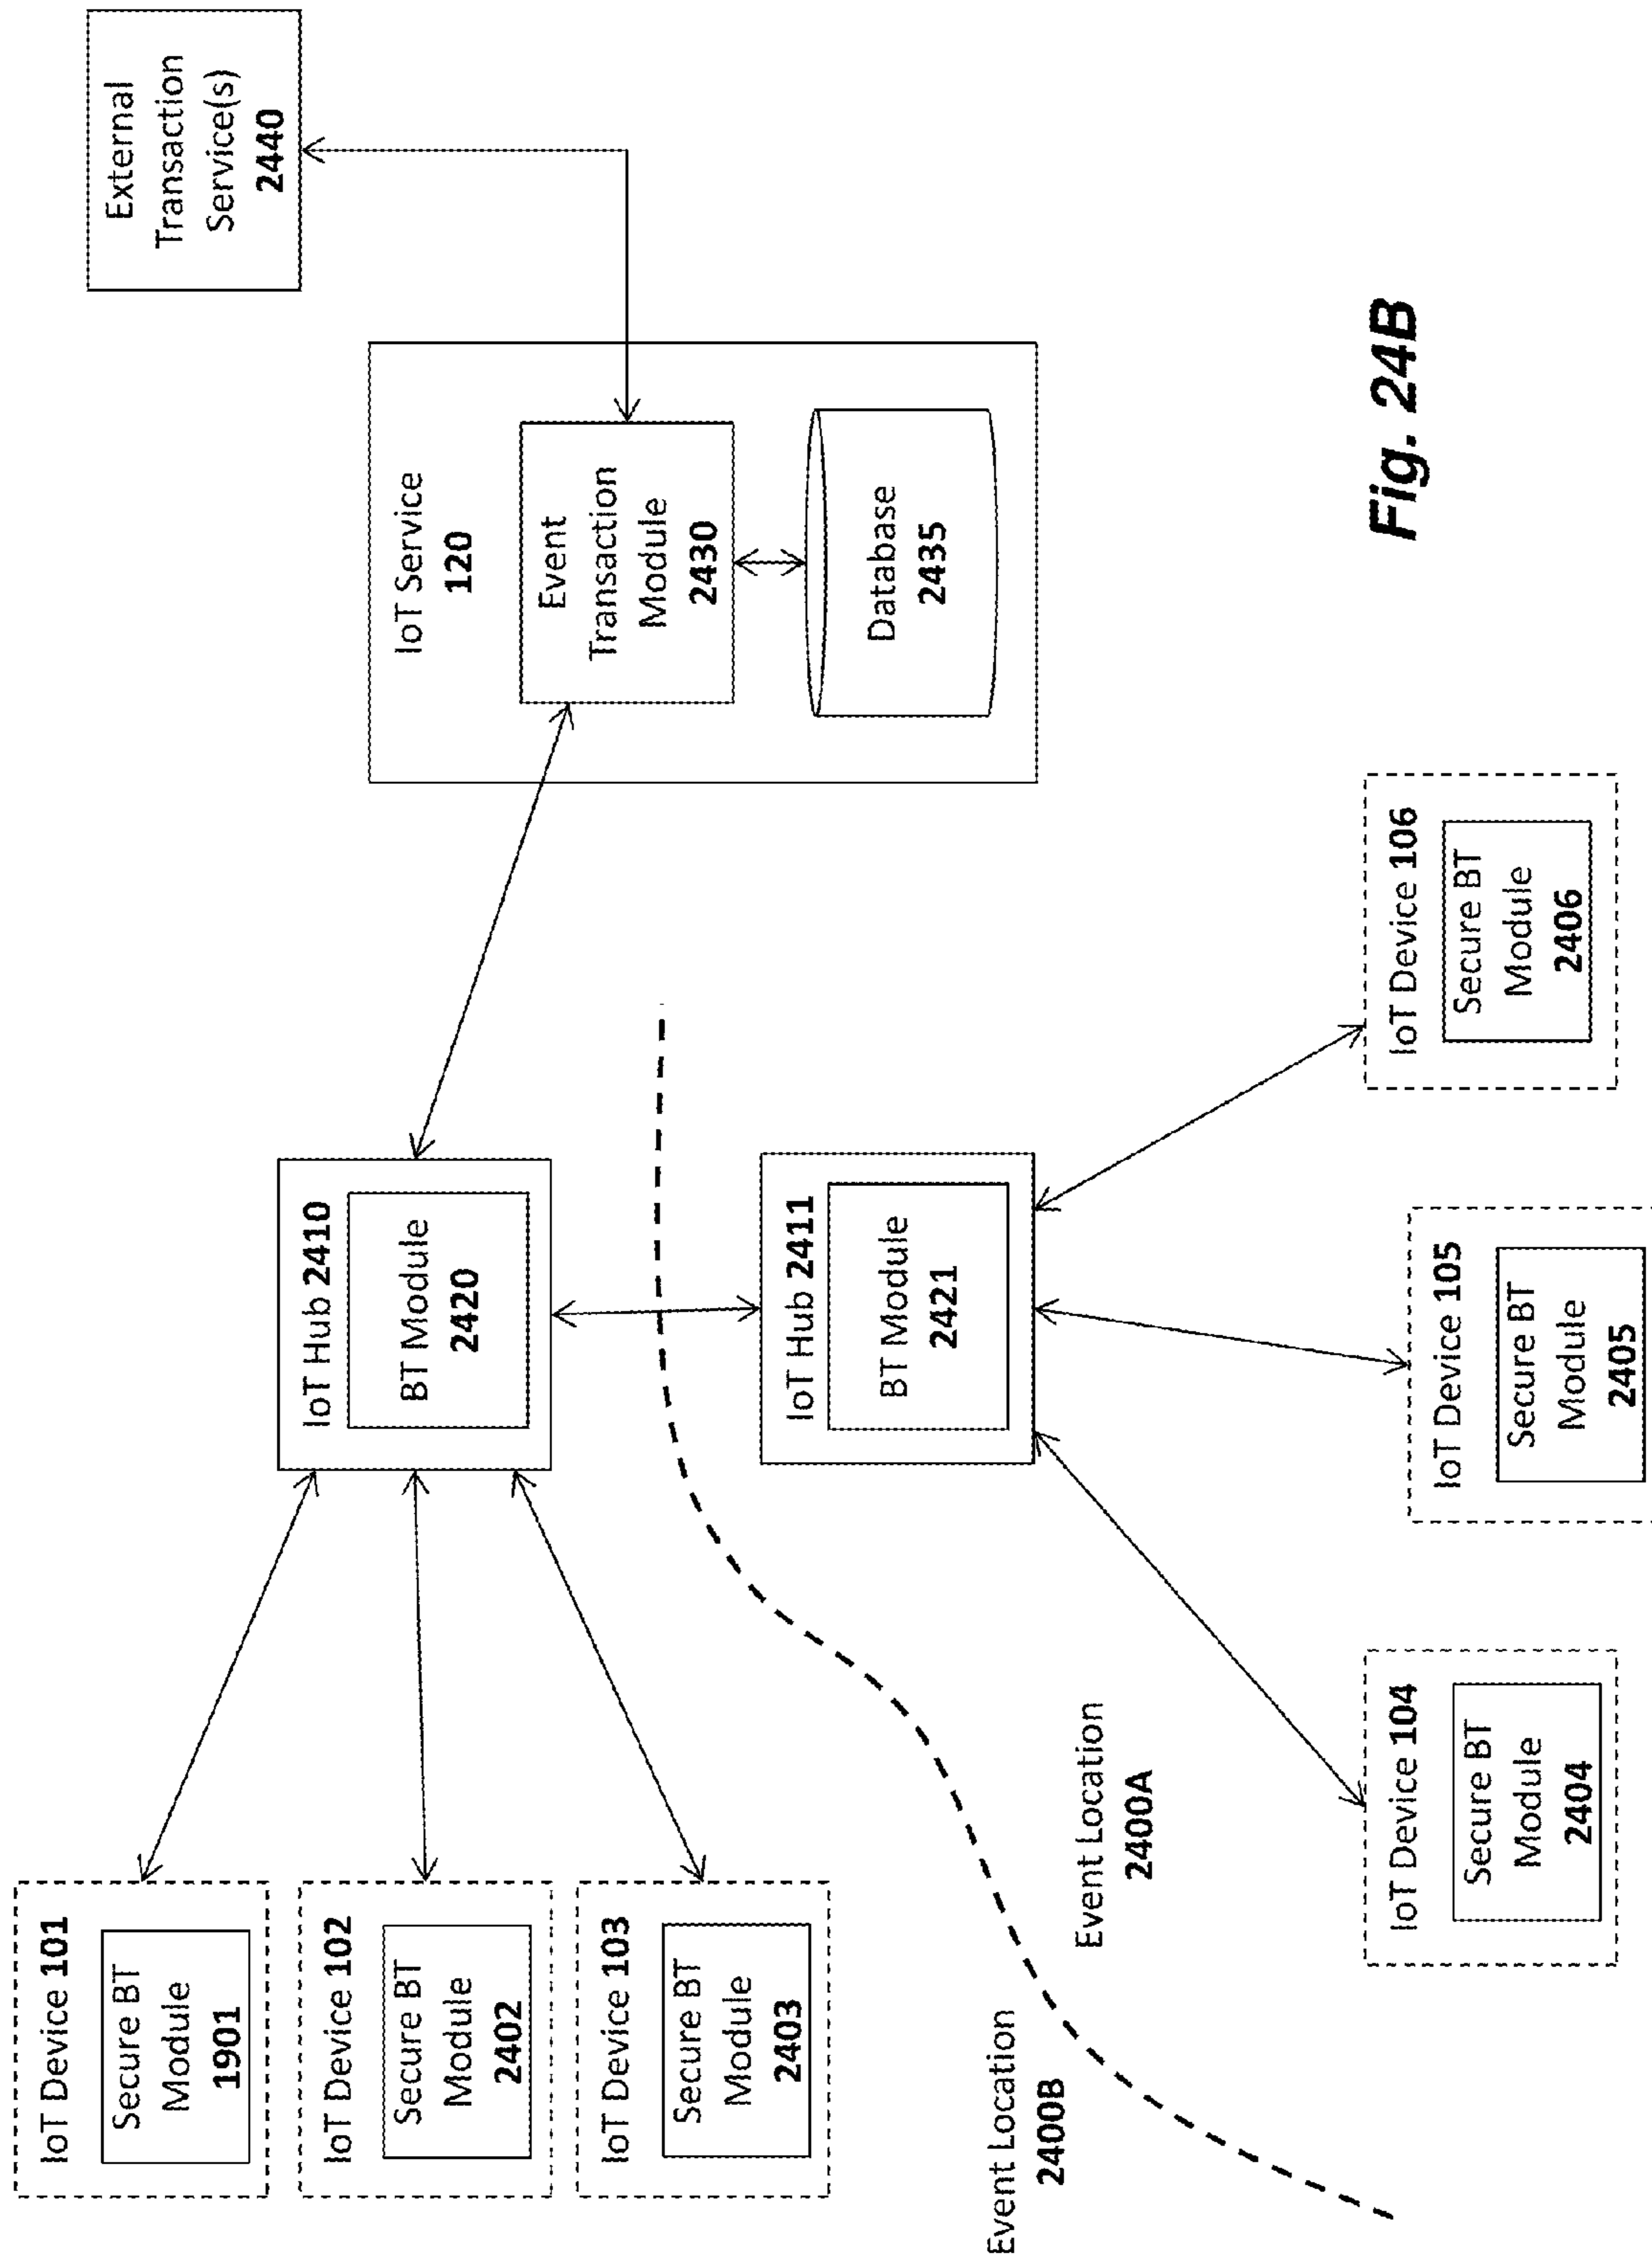 IoT Device 101
Secure BT
Module
1901
IoT Device 102
Secure BT
Module
2402
IoT Device 103
Secure BT
Module
2403
IoT Hub 2410
BT Module
2420
IoT Service
120
Event
Transaction
Module
2430
Database
2435
External
Transaction
Service(s)
2440
Event Location
2400B
Event Location
2400A
IoT Hub 2411
BT Module
2421
IoT Device 104
Secure BT
Module
2404
IoT Device 105
Secure BT
Module
2405
IoT Device 106
Secure BT
Module
2406
Fig. 24B